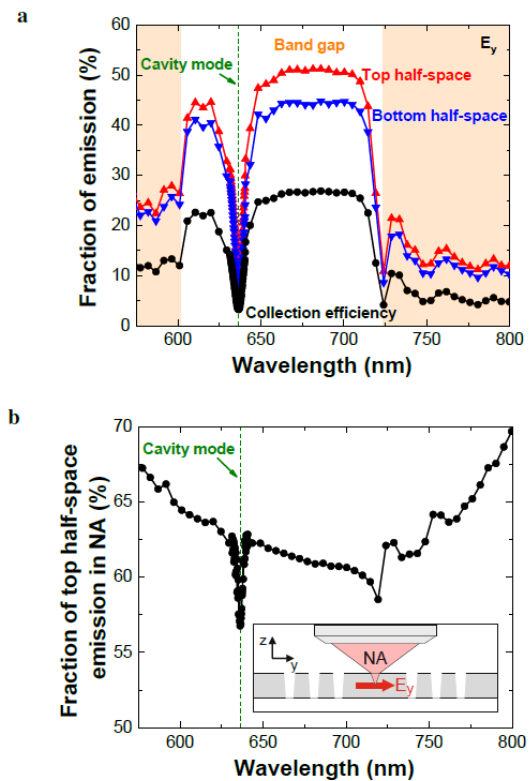 a
60
50
40
30
20
10
0
Fraction of emission (%)
Cavity mode
Band gap
E_y
Top half-space
Bottom half-space
Collection efficiency
600 650 700 750 800
Wavelength (nm)
b
70
65
60
55
50
Fraction of top half-space
emission in NA (%)
Cavity mode
z
y
NA
E_y
600 650 700 750 800
Wavelength (nm)